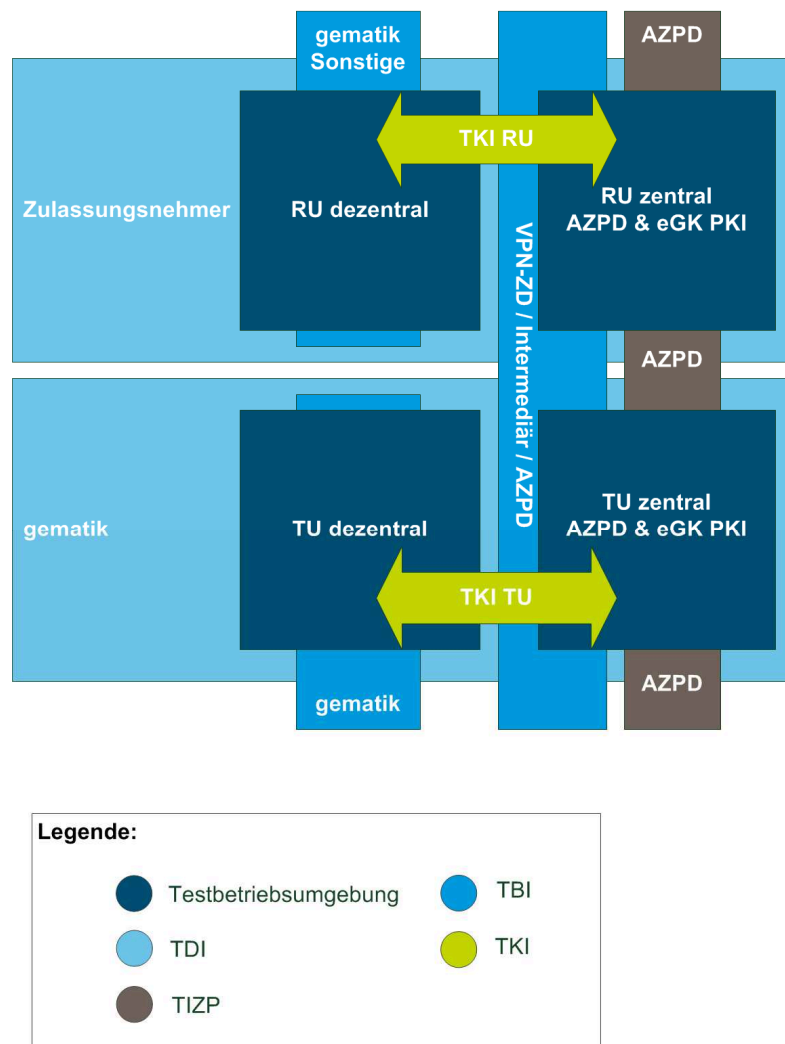 gematik
Sonstige
AZPD
TKI RU
Zulassungsnehmer
RU dezentral
RU zentral
AZPD & eGK PKI
VPN-ZD / Intermediär / AZPD
AZPD
gematik
TU dezentral
TU zentral
AZPD & eGK PKI
TKI TU
gematik
AZPD
Legende:
Testbetriebsumgebung
TBI
TDI
TKI
TIZP